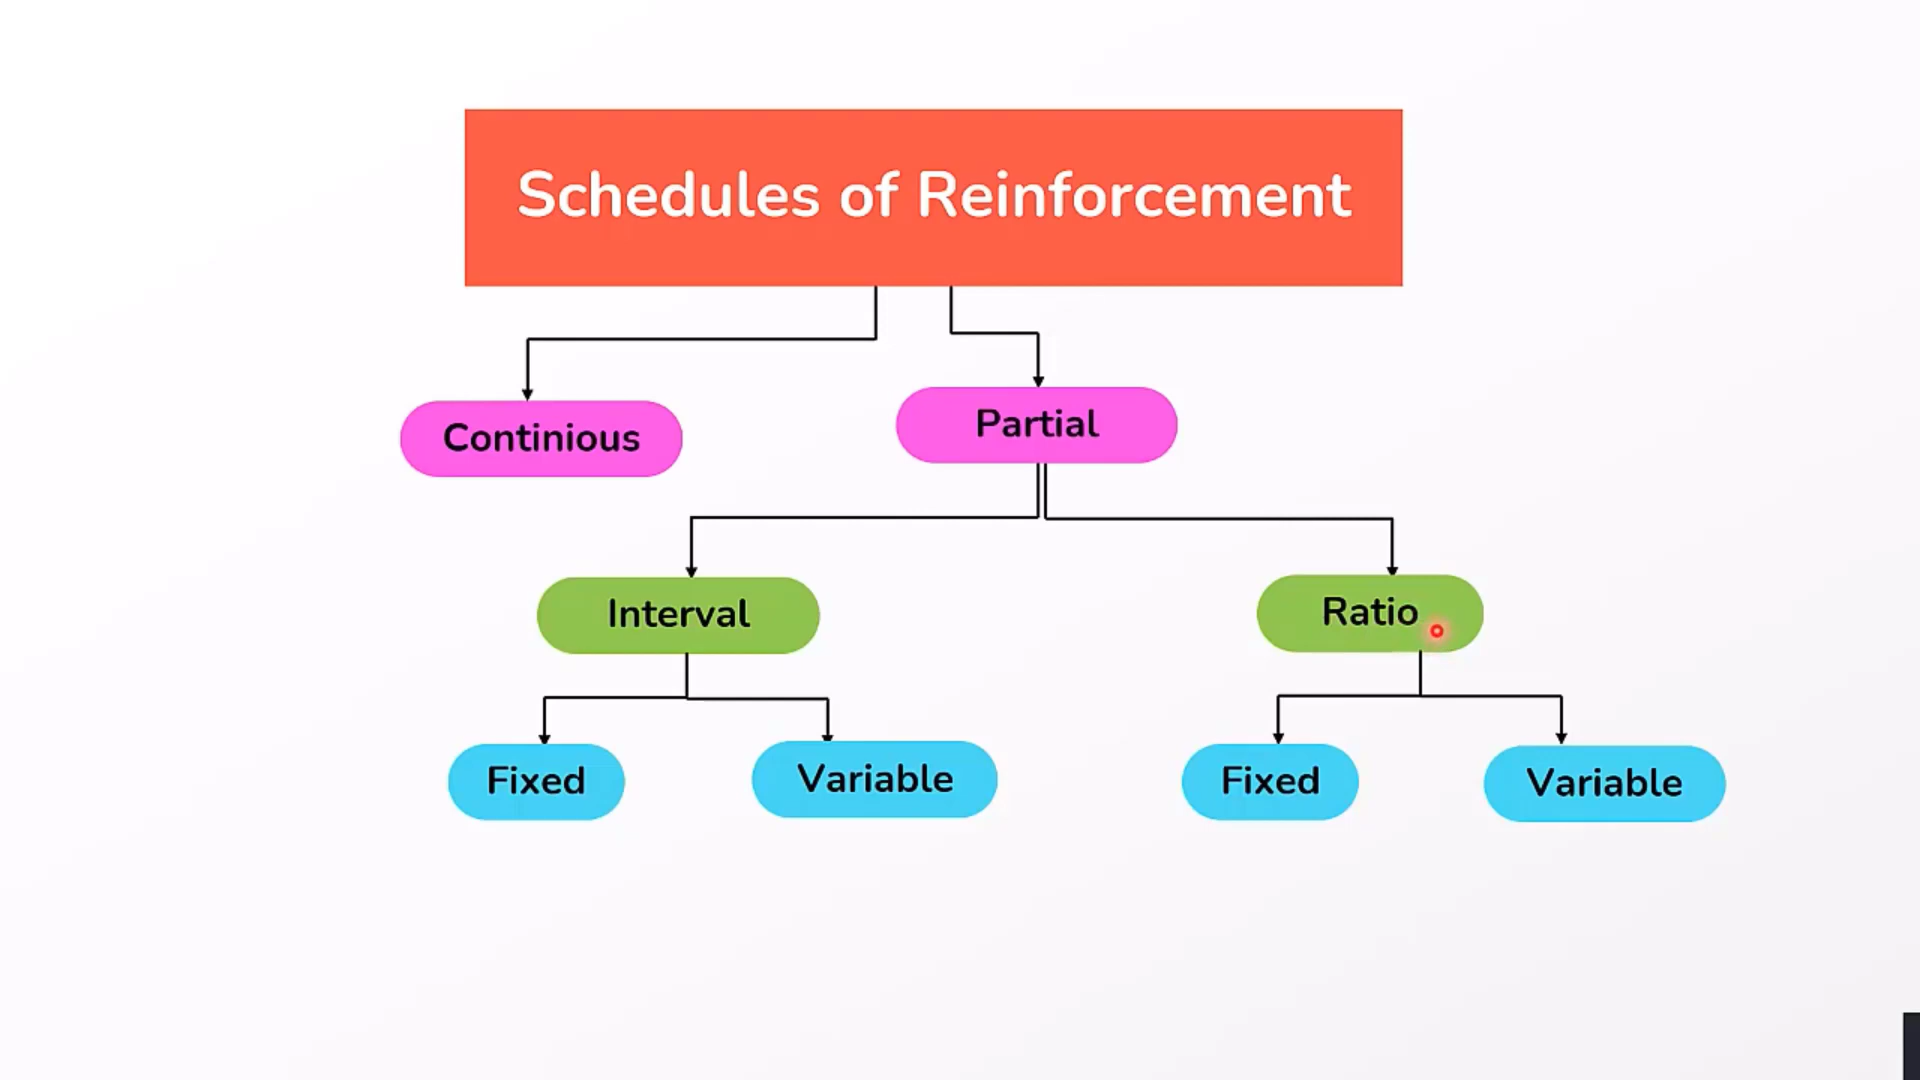 Schedules of Reinforcement
Continious
Partial
Interval
Ratio
Fixed
Variable
Fixed
Variable